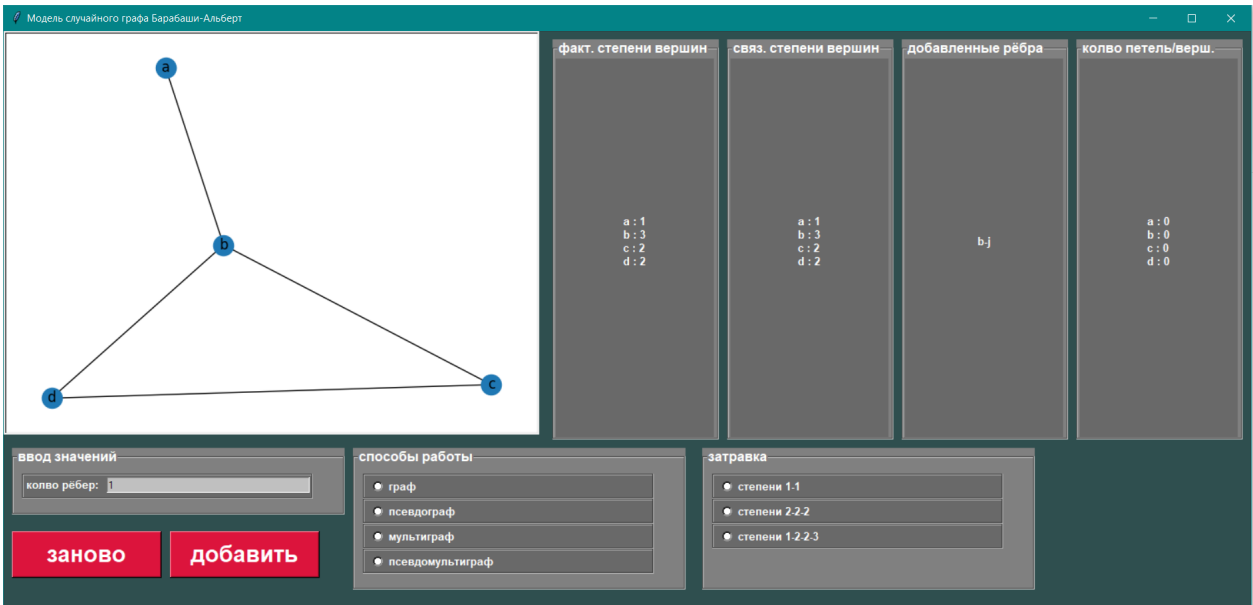 Модель случайного графа Барабаши-Альберт
a
b
d
c
факт. степени вершин
a : 1
b : 3
c : 2
d : 2
связ. степени вершин
a : 1
b : 3
c : 2
d : 2
добавленные рёбра
b-j
колво петель/верш.
a : 0
b : 0
c : 0
d : 0
ввод значений
колво рёбер: 1
заново
добавить
способы работы
граф
псевдограф
мультиграф
псевдомультиграф
затравка
степени 1-1
степени 2-2-2
степени 1-2-2-3